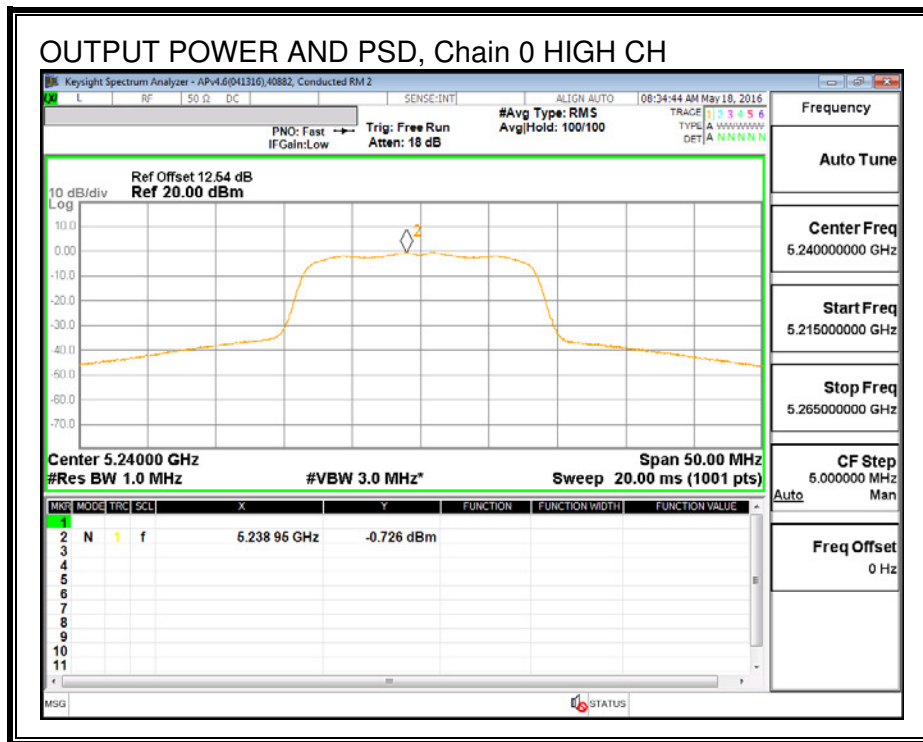 OUTPUT POWER AND PSD, Chain 0 HIGH CH
Keysight Spectrum Analyzer - APv4.6(041316),40882, Conducted RM 2
L RF 50 Ω DC SENSE:INT ALIGN AUTO 08:34:44 AM May 18, 2016
#Avg Type: RMS TRACE 1 2 3 4 5 6
PNO: Fast Trig: Free Run Avg|Hold: 100/100 TYPE A WWWWW
IFGain:Low Atten: 18 dB DET A N N N N N
Ref Offset 12.54 dB
10 dB/div Ref 20.00 dBm
Log
10.0
0.00
-10.0
-20.0
-30.0
-40.0
-50.0
-60.0
-70.0
2
Center 5.24000 GHz Span 50.00 MHz
#Res BW 1.0 MHz #VBW 3.0 MHz* Sweep 20.00 ms (1001 pts)
MKR MODE TRC SCL X Y FUNCTION FUNCTION WIDTH FUNCTION VALUE
1
2 N 1 f 5.238 95 GHz -0.726 dBm
3
4
5
6
7
8
9
10
11
MSG STATUS
Frequency
Auto Tune
Center Freq
5.240000000 GHz
Start Freq
5.215000000 GHz
Stop Freq
5.265000000 GHz
CF Step
5.000000 MHz
Auto Man
Freq Offset
0 Hz